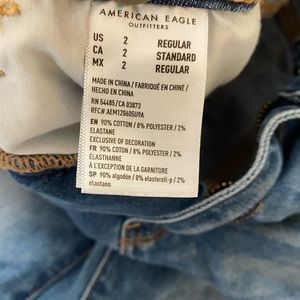 AMERICAN EAGLE
OUTFITTERS
US 2 REGULAR
CA 2 STANDARD
MX 2 REGULAR
MADE IN CHINA / FABRIQUÉ EN CHINE /
HECHO EN CHINA
RN 54485/CA 03873
RFC# AEM120605U9A
EN 90% COTTON / 8% POLYESTER / 2%
ELASTANE
EXCLUSIVE OF DECORATION
FR 90% COTON / 8% POLYESTER / 2%
ÉLASTHANNE
À L'EXCEPTION DE LA GARNITURE
SP 90% algodón / 8% elasterell-p / 2%
elastano